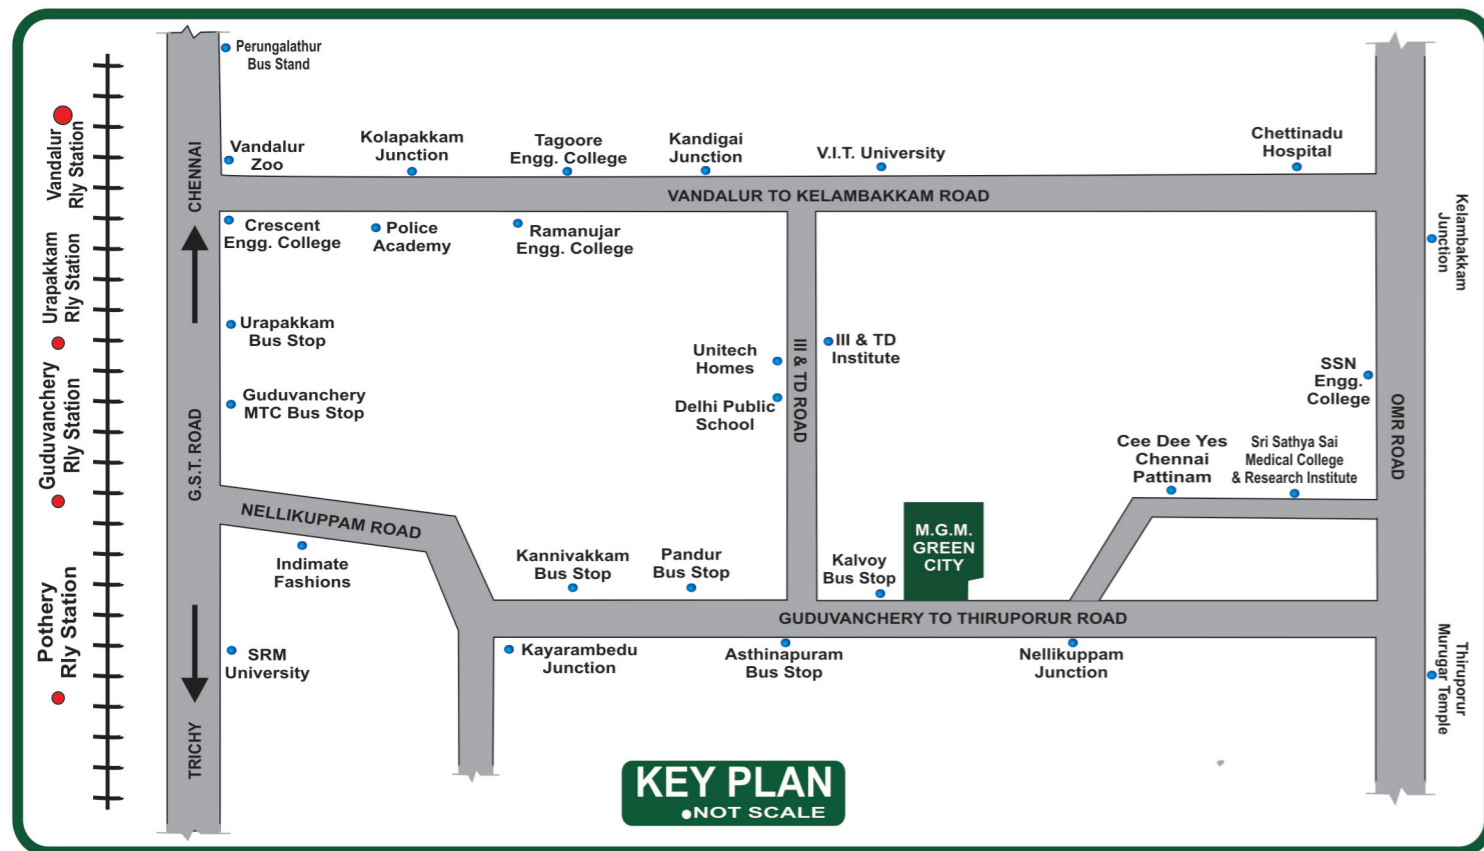 Perungalathur
Bus Stand
Vandalur
Rly Station
CHENNAI
Vandalur
Zoo
Kolapakkam
Junction
Tagoore
Engg. College
Kandigai
Junction
V.I.T. University
Chettinadu
Hospital
VANDALUR TO KELAMBAKKAM ROAD
Crescent
Engg. College
Police
Academy
Ramanujar
Engg. College
Kelambakkam
Junction
Urapakkam
Rly Station
Urapakkam
Bus Stop
Unitech
Homes
III & TD ROAD
III & TD
Institute
SSN
Engg.
College
Guduvanchery
Rly Station
G.S.T. ROAD
Guduvanchery
MTC Bus Stop
Delhi Public
School
OMR ROAD
Cee Dee Yes
Chennai
Pattinam
Sri Sathya Sai
Medical College
& Research Institute
NELLIKUPPAM ROAD
Indimate
Fashions
Kannivakkam
Bus Stop
Pandur
Bus Stop
Kalvoy
Bus Stop
M.G.M.
GREEN
CITY
GUDUVANCHERY TO THIRUPORUR ROAD
Pothery
Rly Station
SRM
University
Kayarambedu
Junction
Asthinapuram
Bus Stop
Nellikuppam
Junction
Thiruporur
Murugar Temple
TRICHY
KEY PLAN
NOT SCALE